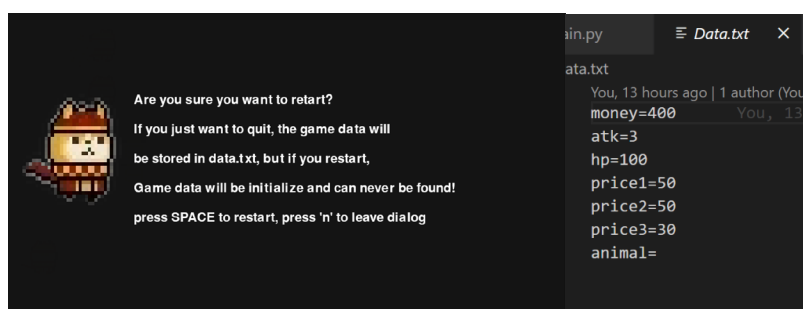 Are you sure you want to retart?
If you just want to quit, the game data will
be stored in data.txt, but if you restart,
Game data will be initialize and can never be found!
press SPACE to restart, press 'n' to leave dialog
ain.py
Data.txt
ata.txt
You, 13 hours ago | 1 author (You
money=400 You, 13
atk=3
hp=100
price1=50
price2=50
price3=30
animal=